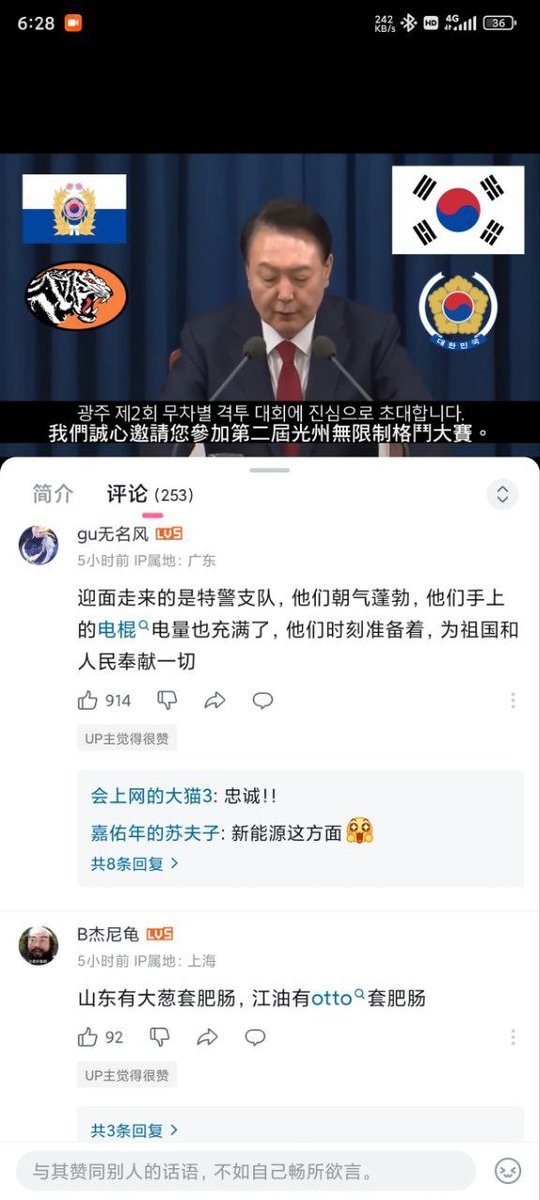 6:28
242
KB/s
HD
4G
36
대한민국
광주 제2회 무차별 격투 대회에 진심으로 초대합니다.
我們誠心邀請您參加第二屆光州無限制格鬥大賽。
简介
评论 (253)
gu无名风 LV5
5小时前 IP属地：广东
迎面走来的是特警支队，他们朝气蓬勃，他们手上
的电棍电量也充满了，他们时刻准备着，为祖国和
人民奉献一切
914
UP主觉得很赞
会上网的大猫3: 忠诚!!
嘉佑年的苏夫子: 新能源这方面
共8条回复
B杰尼龟 LV5
5小时前 IP属地：上海
山东有大葱套肥肠，江油有otto套肥肠
92
UP主觉得很赞
共3条回复
与其赞同别人的话语，不如自己畅所欲言。